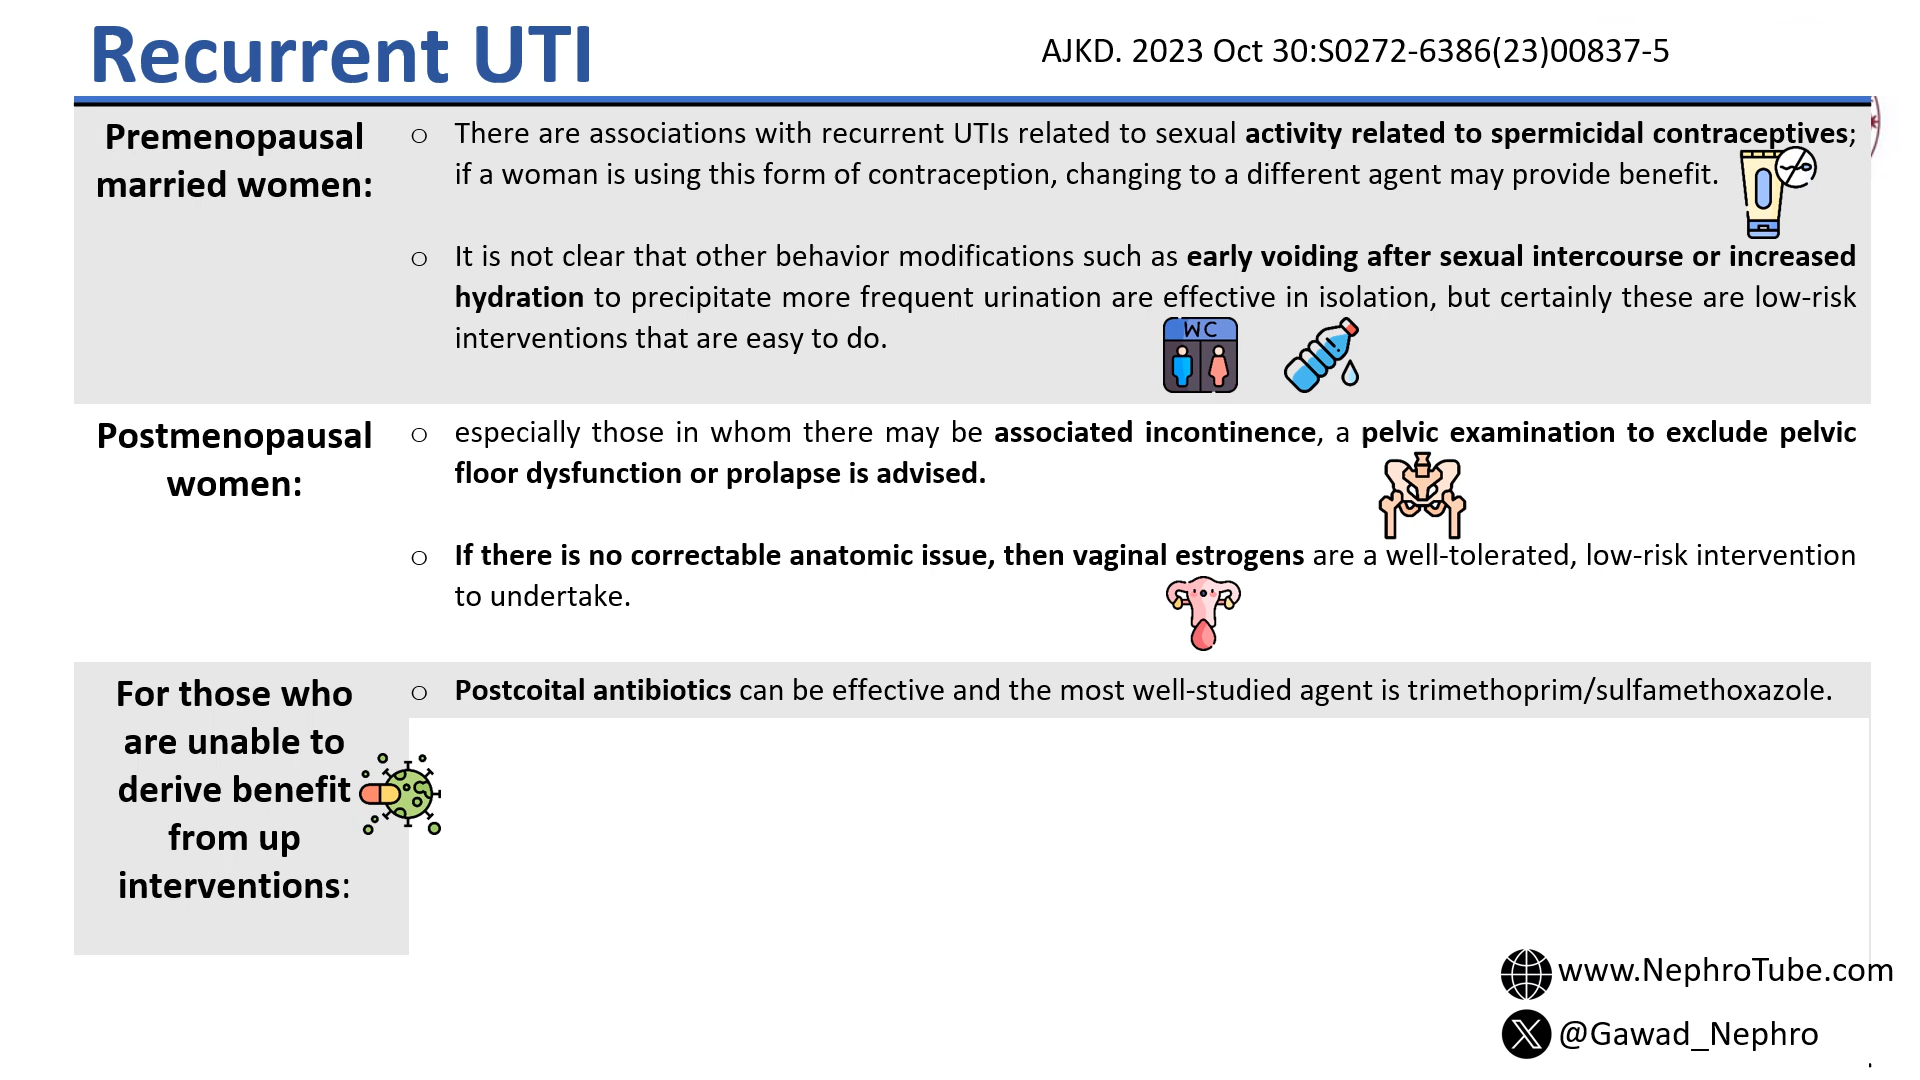 Recurrent UTI
AJKD. 2023 Oct 30:S0272-6386(23)00837-5
Premenopausal
married women:
○ There are associations with recurrent UTIs related to sexual activity related to spermicidal contraceptives;
if a woman is using this form of contraception, changing to a different agent may provide benefit.
○ It is not clear that other behavior modifications such as early voiding after sexual intercourse or increased
hydration to precipitate more frequent urination are effective in isolation, but certainly these are low-risk
interventions that are easy to do.
WC
Postmenopausal
women:
○ especially those in whom there may be associated incontinence, a pelvic examination to exclude pelvic
floor dysfunction or prolapse is advised.
○ If there is no correctable anatomic issue, then vaginal estrogens are a well-tolerated, low-risk intervention
to undertake.
For those who
are unable to
derive benefit
from up
interventions:
○ Postcoital antibiotics can be effective and the most well-studied agent is trimethoprim/sulfamethoxazole.
www.NephroTube.com
@Gawad_Nephro